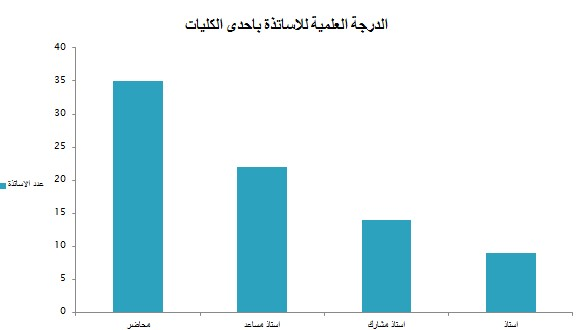 الدرجة العلمية للاساتذة باحدى الكليات
40
35
30
25
20
15
10
5
0
عدد الاساتذة
محاضر
استاذ مساعد
استاذ مشارك
استاذ